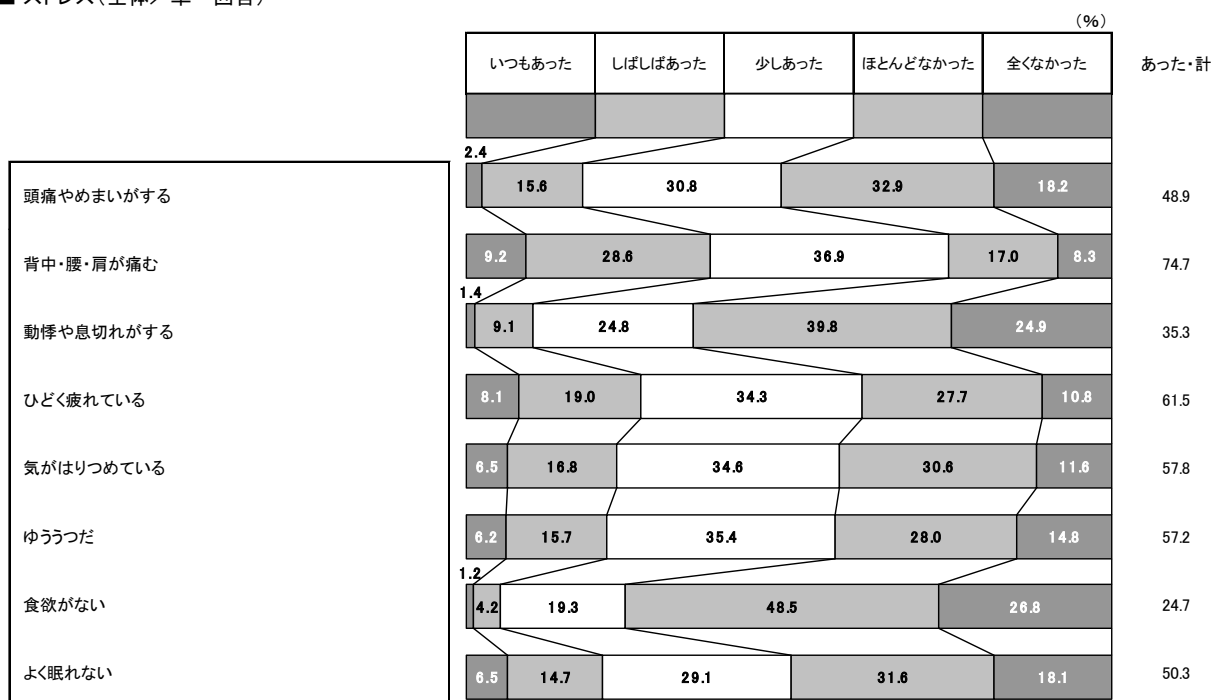 (%)
いつもあった しばしばあった 少しあった ほとんどなかった 全くなかった あった・計
2.4
頭痛やめまいがする 15.6 30.8 32.9 18.2 48.9
背中・腰・肩が痛む 9.2 28.6 36.9 17.0 8.3 74.7
1.4
動悸や息切れがする 9.1 24.8 39.8 24.9 35.3
ひどく疲れている 8.1 19.0 34.3 27.7 10.8 61.5
気がはりつめている 6.5 16.8 34.6 30.6 11.6 57.8
ゆううつだ 6.2 15.7 35.4 28.0 14.8 57.2
1.2
食欲がない 4.2 19.3 48.5 26.8 24.7
よく眠れない 6.5 14.7 29.1 31.6 18.1 50.3